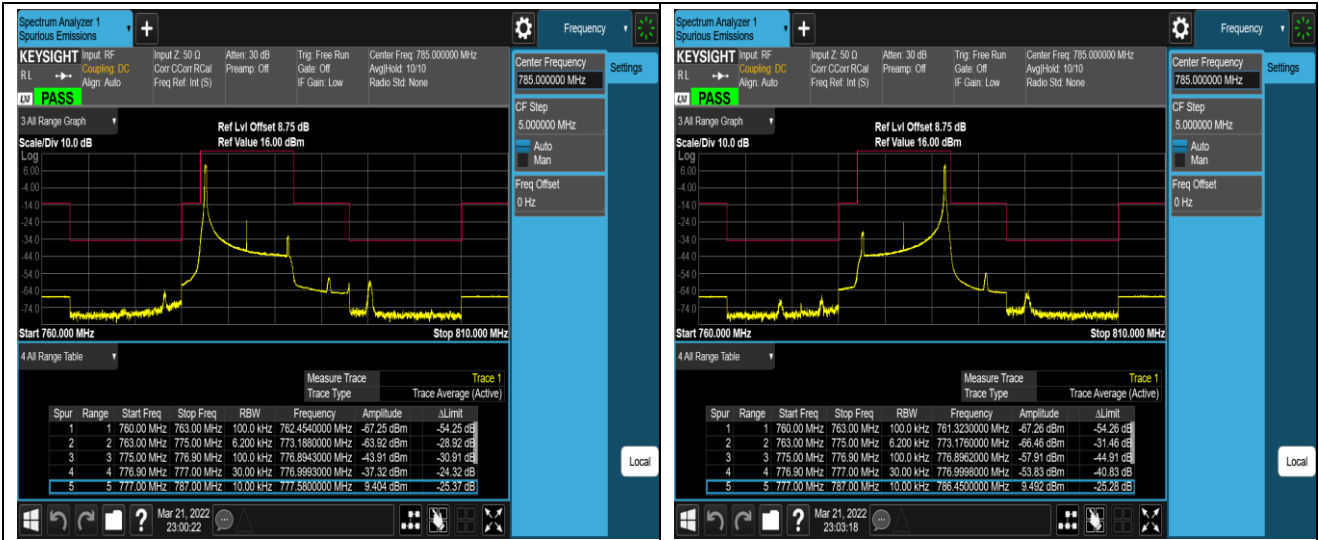 Spectrum Analyzer 1
Spurious Emissions
+
Frequency
KEYSIGHT Input: RF Input Z: 50 Ω Atten: 30 dB Trig: Free Run Center Freq: 785.000000 MHz
RL Coupling: DC Corr CCorr RCal Preamp: Off Gate: Off Avg|Hold: 10/10
Align: Auto Freq Ref: Int (S) IF Gain: Low Radio Std: None
LXI PASS
Center Frequency
785.000000 MHz
Settings
CF Step
5.000000 MHz
Auto
Man
Freq Offset
0 Hz
3 All Range Graph
Ref Lvl Offset 8.75 dB
Scale/Div 10.0 dB Ref Value 16.00 dBm
Log
6.00
-4.00
-14.0
-24.0
-34.0
-44.0
-54.0
-64.0
-74.0
Start 760.000 MHz Stop 810.000 MHz
4 All Range Table
Measure Trace Trace 1
Trace Type Trace Average (Active)
Spur Range Start Freq Stop Freq RBW Frequency Amplitude ΔLimit
1 1 760.00 MHz 763.00 MHz 100.0 kHz 762.4540000 MHz -67.25 dBm -54.25 dB
2 2 763.00 MHz 775.00 MHz 6.200 kHz 773.1880000 MHz -63.92 dBm -28.92 dB
3 3 775.00 MHz 776.90 MHz 100.0 kHz 776.8943000 MHz -43.91 dBm -30.91 dB
4 4 776.90 MHz 777.00 MHz 30.00 kHz 776.9993000 MHz -37.32 dBm -24.32 dB
5 5 777.00 MHz 787.00 MHz 10.00 kHz 777.5800000 MHz 9.404 dBm -25.37 dB
Local
?
Mar 21, 2022
23:00:22
Spectrum Analyzer 1
Spurious Emissions
+
Frequency
KEYSIGHT Input: RF Input Z: 50 Ω Atten: 30 dB Trig: Free Run Center Freq: 785.000000 MHz
RL Coupling: DC Corr CCorr RCal Preamp: Off Gate: Off Avg|Hold: 10/10
Align: Auto Freq Ref: Int (S) IF Gain: Low Radio Std: None
LXI PASS
Center Frequency
785.000000 MHz
Settings
CF Step
5.000000 MHz
Auto
Man
Freq Offset
0 Hz
3 All Range Graph
Ref Lvl Offset 8.75 dB
Scale/Div 10.0 dB Ref Value 16.00 dBm
Log
6.00
-4.00
-14.0
-24.0
-34.0
-44.0
-54.0
-64.0
-74.0
Start 760.000 MHz Stop 810.000 MHz
4 All Range Table
Measure Trace Trace 1
Trace Type Trace Average (Active)
Spur Range Start Freq Stop Freq RBW Frequency Amplitude ΔLimit
1 1 760.00 MHz 763.00 MHz 100.0 kHz 761.3230000 MHz -67.26 dBm -54.26 dB
2 2 763.00 MHz 775.00 MHz 6.200 kHz 773.1760000 MHz -66.46 dBm -31.46 dB
3 3 775.00 MHz 776.90 MHz 100.0 kHz 776.8962000 MHz -57.91 dBm -44.91 dB
4 4 776.90 MHz 777.00 MHz 30.00 kHz 776.9998000 MHz -53.83 dBm -40.83 dB
5 5 777.00 MHz 787.00 MHz 10.00 kHz 786.4500000 MHz 9.492 dBm -25.28 dB
Local
?
Mar 21, 2022
23:03:18